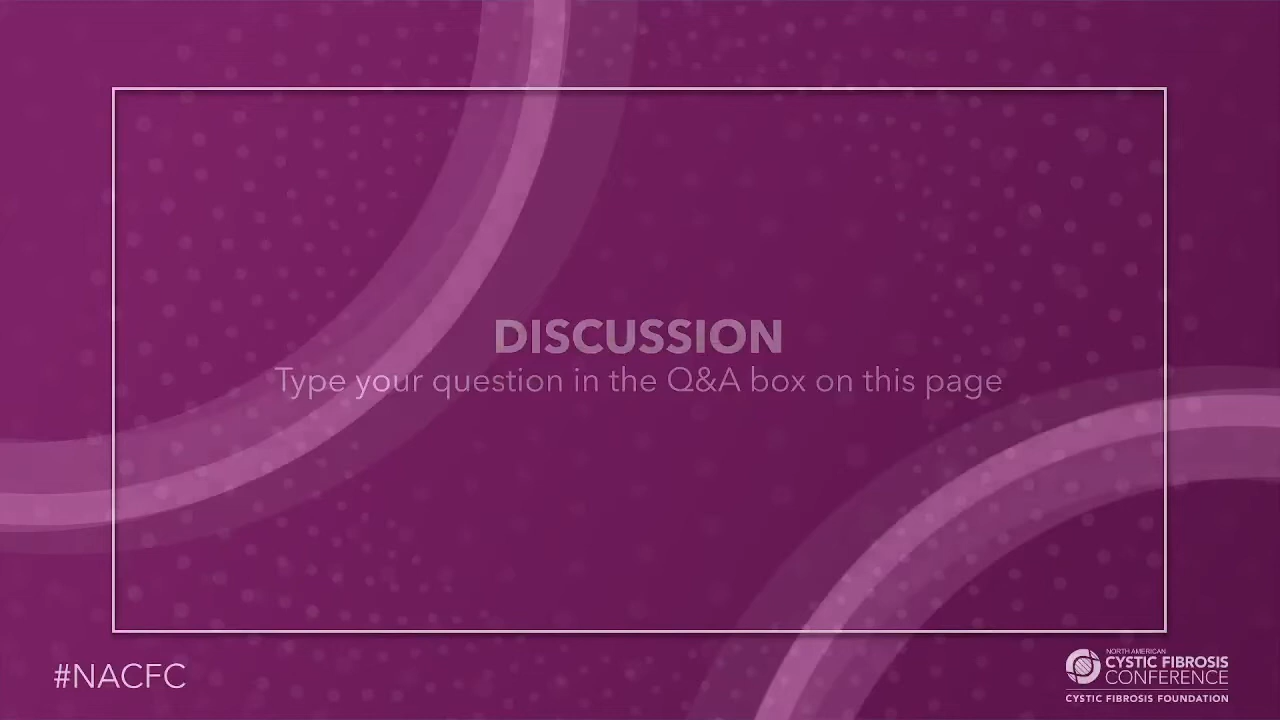 DISCUSSION
Type your question in the Q&A box on this page
#NACFC
NORTH AMERICAN
CYSTIC FIBROSIS
CONFERENCE
CYSTIC FIBROSIS FOUNDATION